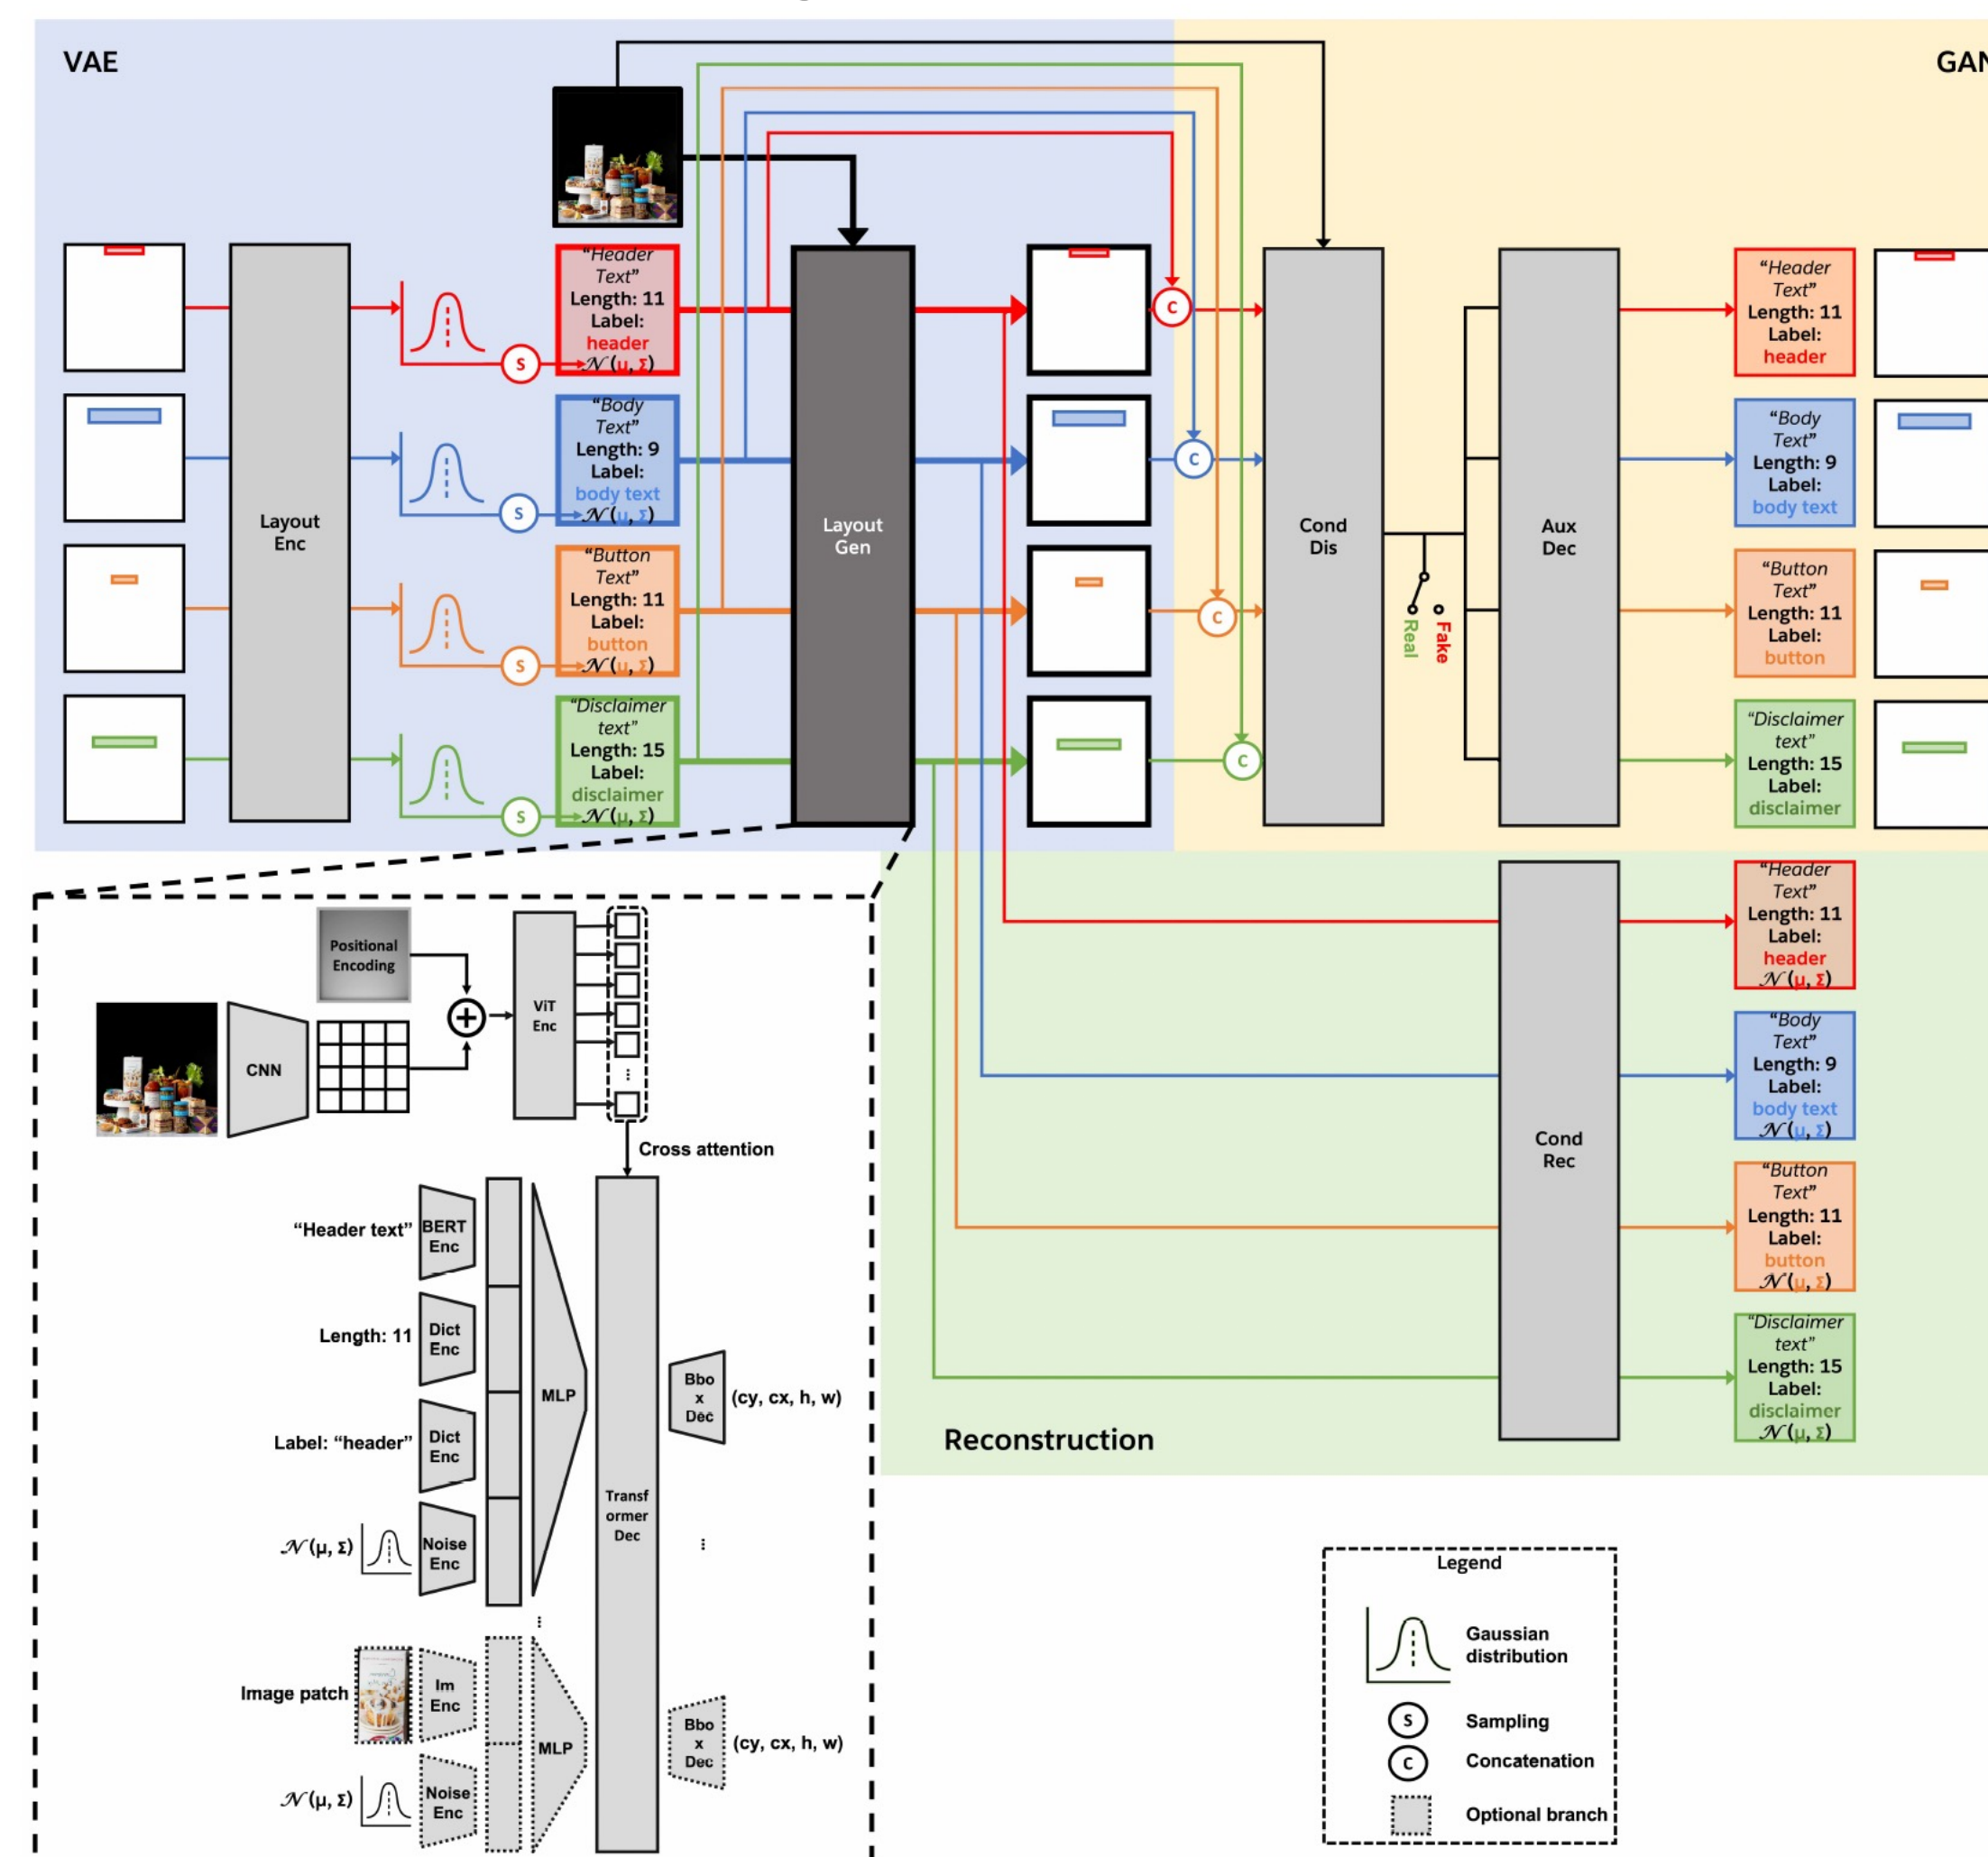 VAE
GAN
"Header
Text"
Length: 11
Label:
header
𝒩 (μ, Σ)
"Body
Text"
Length: 9
Label:
body text
𝒩 (μ, Σ)
"Button
Text"
Length: 11
Label:
button
𝒩 (μ, Σ)
"Disclaimer
text"
Length: 15
Label:
disclaimer
𝒩 (μ, Σ)
S
S
S
S
Layout
Enc
Layout
Gen
C
C
C
C
Cond
Dis
Real
Fake
Aux
Dec
"Header
Text"
Length: 11
Label:
header
"Body
Text"
Length: 9
Label:
body text
"Button
Text"
Length: 11
Label:
button
"Disclaimer
text"
Length: 15
Label:
disclaimer
Reconstruction
Cond
Rec
"Header
Text"
Length: 11
Label:
header
𝒩 (μ, Σ)
"Body
Text"
Length: 9
Label:
body text
𝒩 (μ, Σ)
"Button
Text"
Length: 11
Label:
button
𝒩 (μ, Σ)
"Disclaimer
text"
Length: 15
Label:
disclaimer
𝒩 (μ, Σ)
Positional
Encoding
CNN
+
ViT
Enc
...
Cross attention
"Header text"
BERT
Enc
Length: 11
Dict
Enc
Label: "header"
Dict
Enc
𝒩 (μ, Σ)
Noise
Enc
MLP
Transf
ormer
Dec
Bbo
x
Dec
(cy, cx, h, w)
...
...
Image patch
Im
Enc
𝒩 (μ, Σ)
Noise
Enc
MLP
Bbo
x
Dec
(cy, cx, h, w)
Legend
Gaussian
distribution
S
Sampling
C
Concatenation
Optional branch